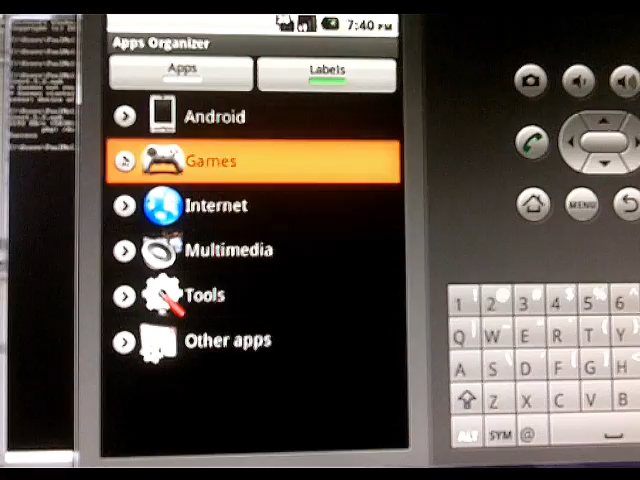 7:40 PM
Apps Organizer
Apps Labels
Android
Games
Internet
Multimedia
Tools
Other apps
MENU
1 2 3 4 5 6
Q W E R T Y
A S D F G H
Z X C V B
ALT SYM @